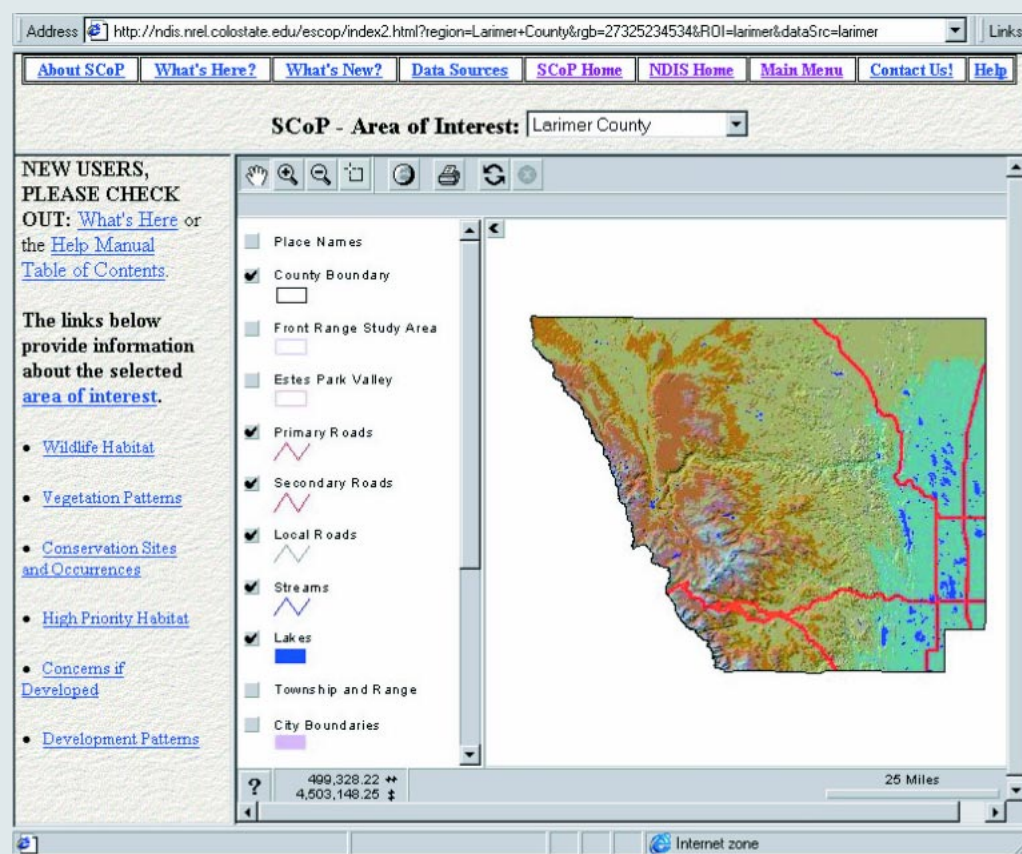 Address http://ndis.nrel.colostate.edu/escop/index2.html?region=Larimer+County&rgb=27325234534&ROI=larimer&dataSrc=larimer Links
About SCoP What's Here? What's New? Data Sources SCoP Home NDIS Home Main Menu Contact Us! Help
SCoP - Area of Interest: Larimer County
NEW USERS,
PLEASE CHECK
OUT: What's Here or
the Help Manual
Table of Contents.
The links below
provide information
about the selected
area of interest.
• Wildlife Habitat
• Vegetation Patterns
• Conservation Sites
and Occurrences
• High Priority Habitat
• Concerns if
Developed
• Development Patterns
Place Names
County Boundary
Front Range Study Area
Estes Park Valley
Primary Roads
Secondary Roads
Local Roads
Streams
Lakes
Township and Range
City Boundaries
?
499,328.22 ↔
4,503,148.25 ↕
25 Miles
Internet zone